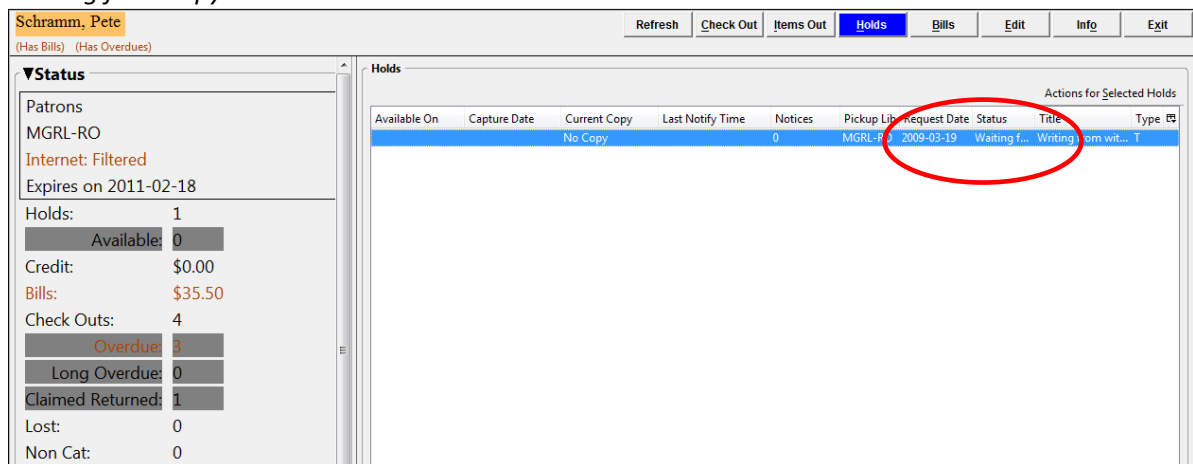 Schramm, Pete
Refresh Check Out Items Out Holds Bills Edit Info Exit
(Has Bills) (Has Overdues)
▼Status
Patrons
MGRL-RO
Internet: Filtered
Expires on 2011-02-18
Holds: 1
Available: 0
Credit: $0.00
Bills: $35.50
Check Outs: 4
Overdue: 3
Long Overdue: 0
Claimed Returned: 1
Lost: 0
Non Cat: 0
Holds
Actions for Selected Holds
Available On Capture Date Current Copy Last Notify Time Notices Pickup Lib Request Date Status Title Type
No Copy 0 MGRL-RO 2009-03-19 Waiting f... Writing from wit... T